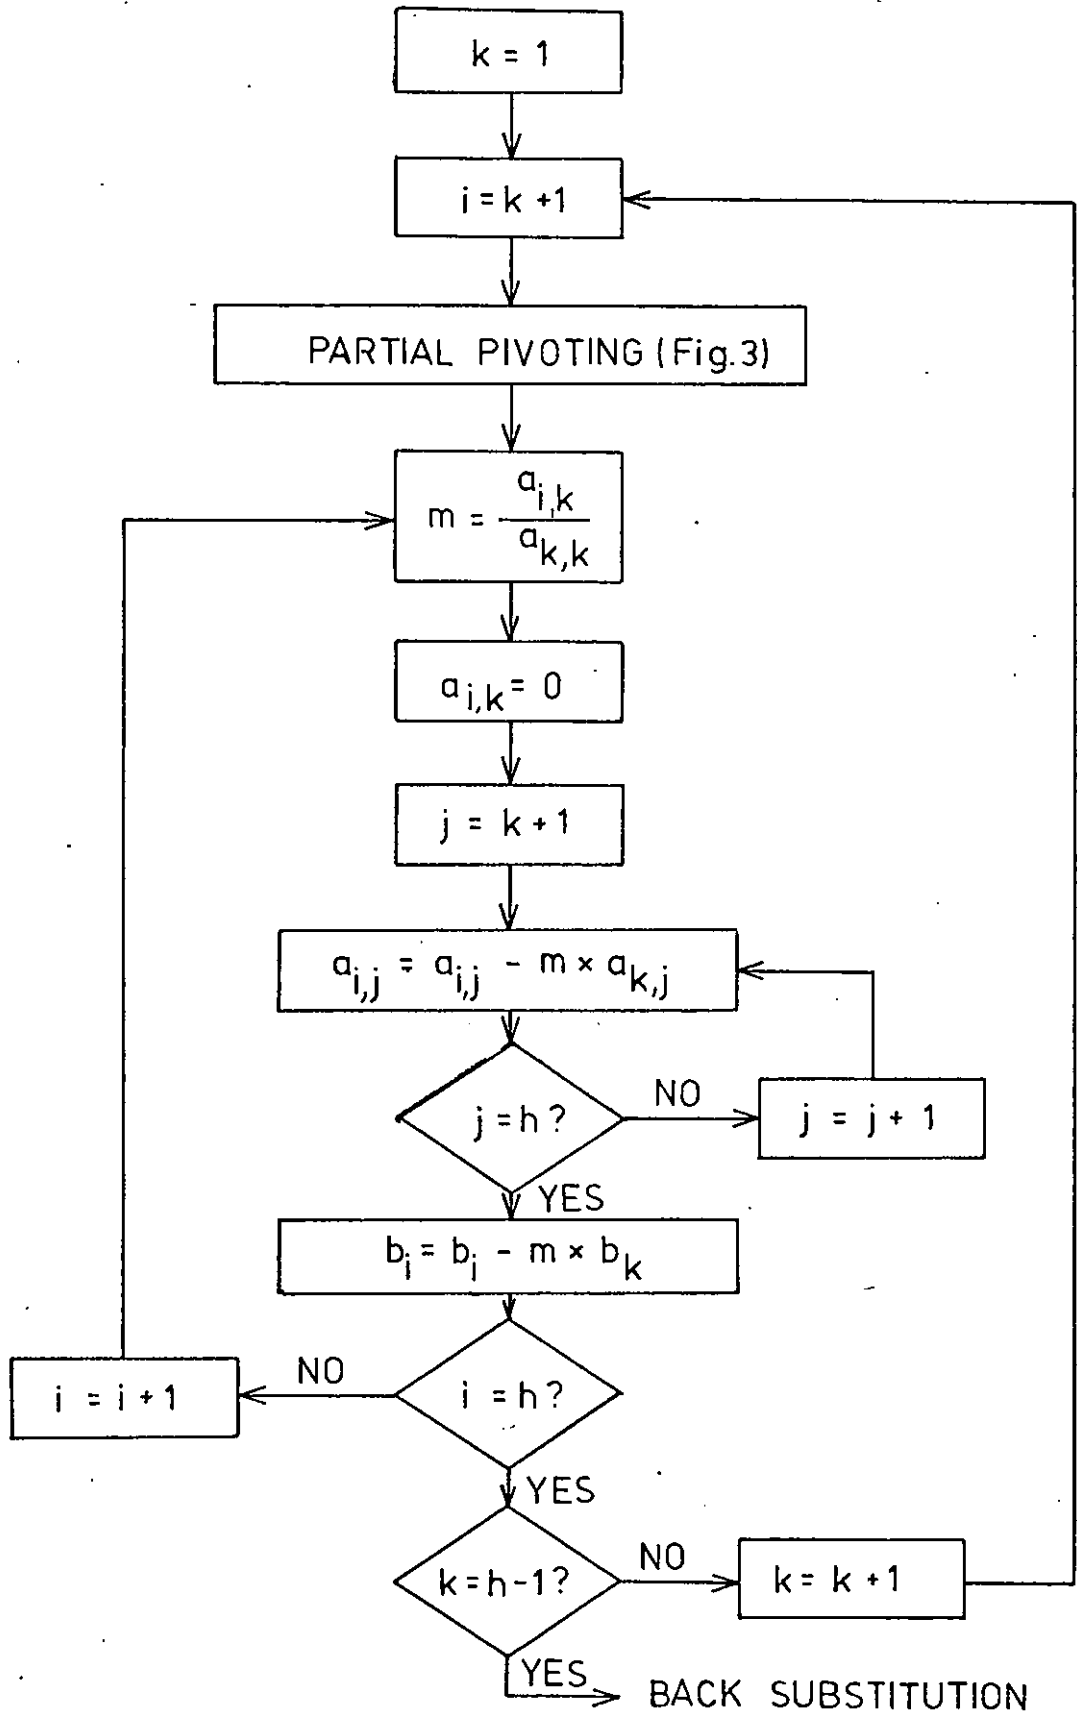 k = 1
i = k + 1
PARTIAL PIVOTING (Fig.3)
m = a_{i,k} / a_{k,k}
a_{i,k} = 0
j = k + 1
a_{i,j} = a_{i,j} - m × a_{k,j}
j = h ?
NO
j = j + 1
YES
b_i = b_i - m × b_k
i = h ?
NO
i = i + 1
YES
k = h - 1 ?
NO
k = k + 1
YES
BACK SUBSTITUTION